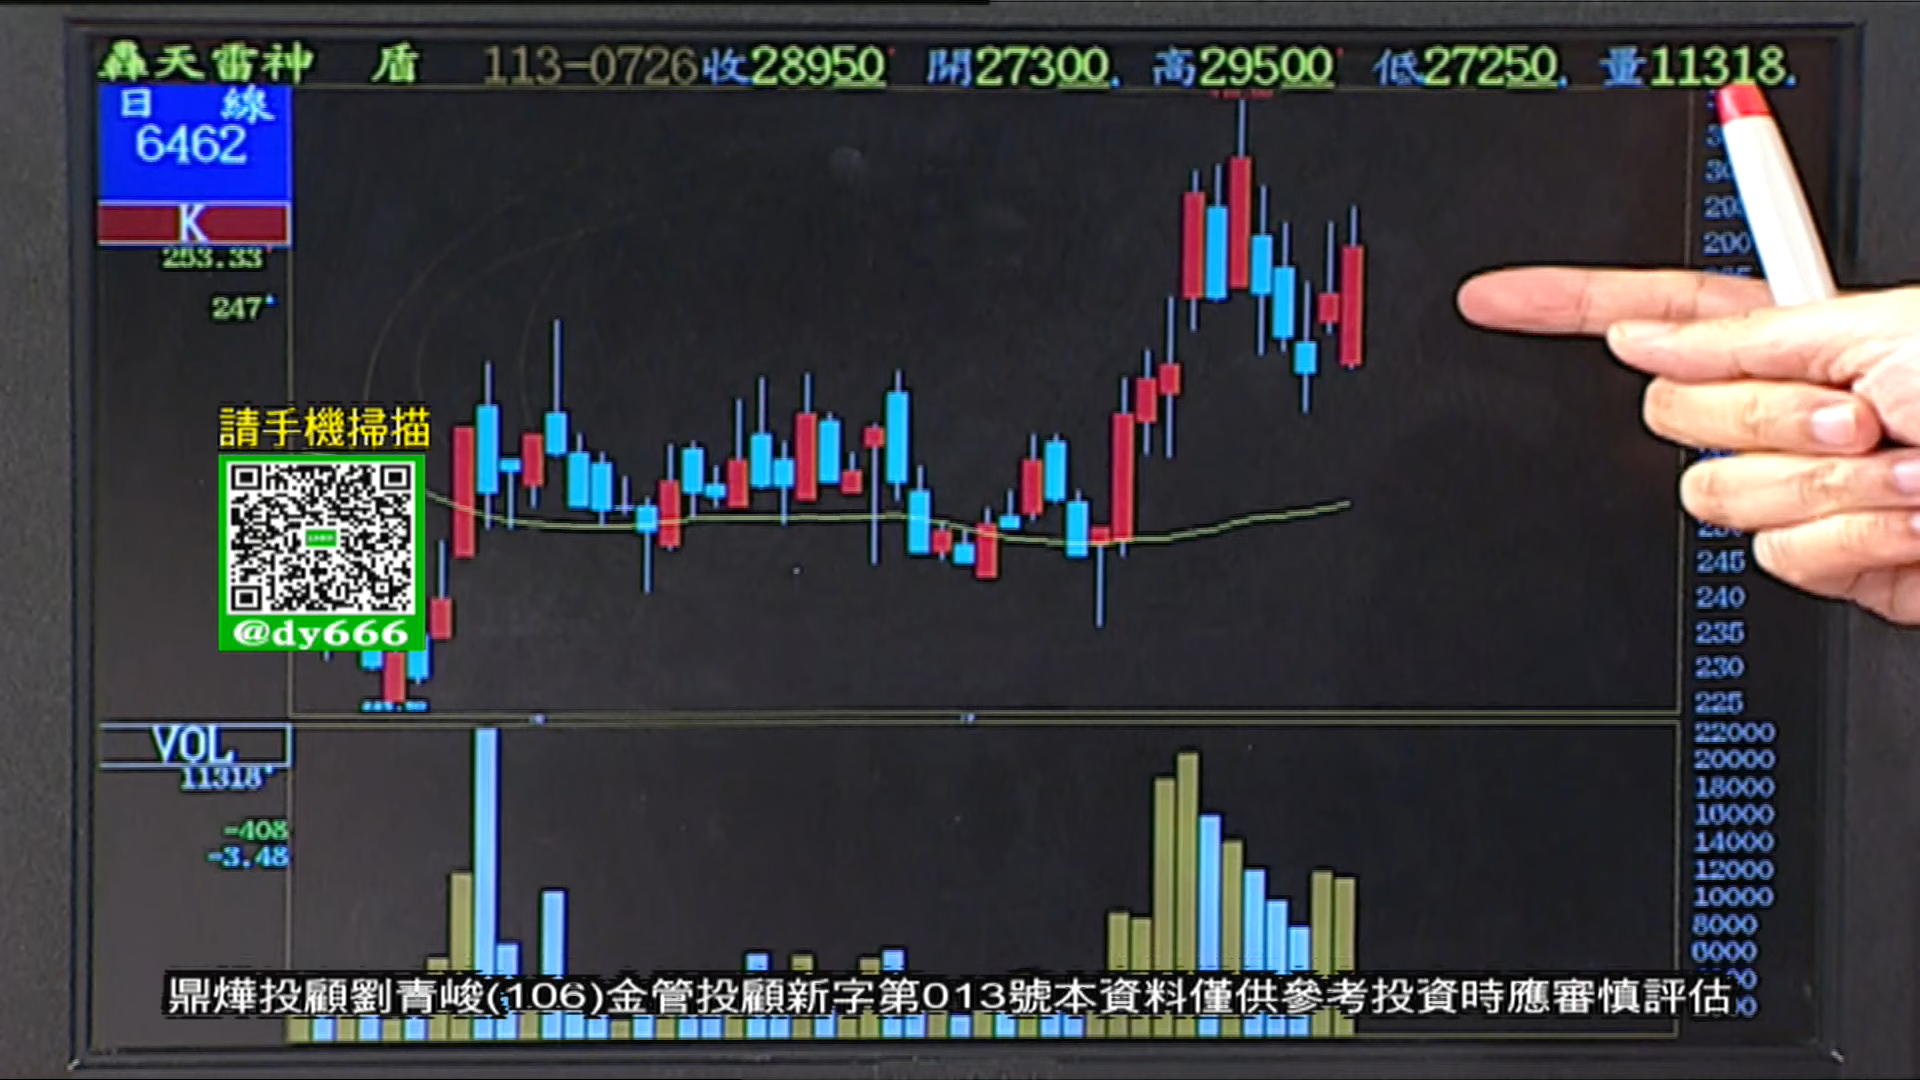 轟天雷神 盾 113-0726收28950 開27300 高29500 低27250 量11318
日 線
6462
K
253.33
247
請手機掃描
@dy666
245
240
235
230
225
VOL
11318
-408
-3.48
22000
20000
18000
16000
14000
12000
10000
8000
6000
鼎燁投顧劉青峻(106)金管投顧新字第013號本資料僅供參考投資時應審慎評估